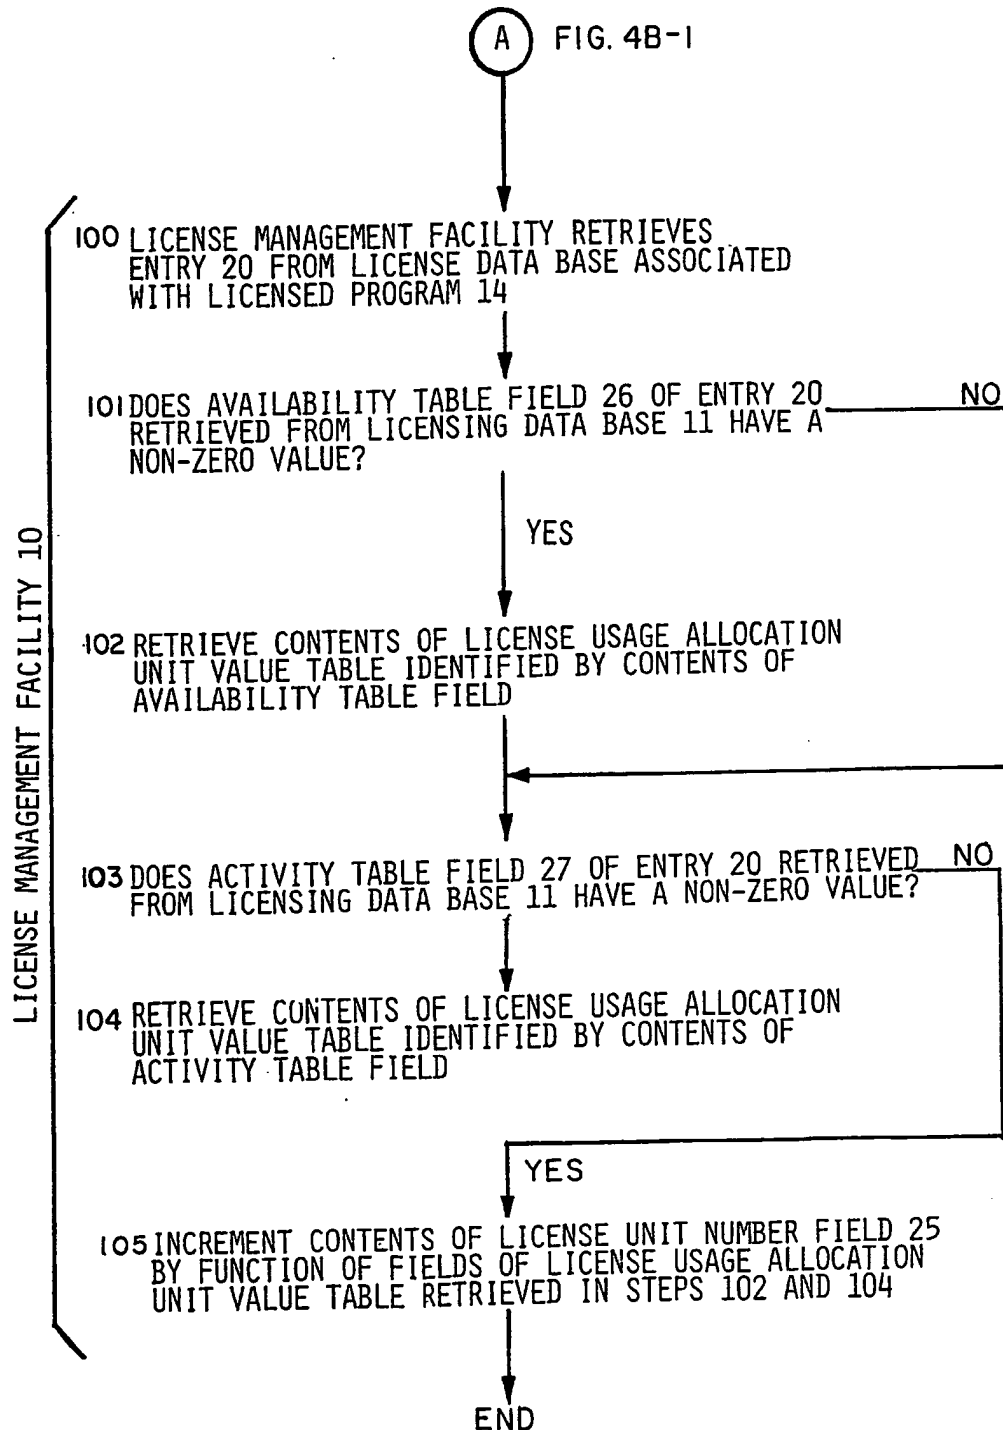 A FIG. 4B-1
100 LICENSE MANAGEMENT FACILITY RETRIEVES
ENTRY 20 FROM LICENSE DATA BASE ASSOCIATED
WITH LICENSED PROGRAM 14
101 DOES AVAILABILITY TABLE FIELD 26 OF ENTRY 20
RETRIEVED FROM LICENSING DATA BASE 11 HAVE A
NON-ZERO VALUE?
NO
YES
102 RETRIEVE CONTENTS OF LICENSE USAGE ALLOCATION
UNIT VALUE TABLE IDENTIFIED BY CONTENTS OF
AVAILABILITY TABLE FIELD
103 DOES ACTIVITY TABLE FIELD 27 OF ENTRY 20 RETRIEVED
FROM LICENSING DATA BASE 11 HAVE A NON-ZERO VALUE?
NO
104 RETRIEVE CONTENTS OF LICENSE USAGE ALLOCATION
UNIT VALUE TABLE IDENTIFIED BY CONTENTS OF
ACTIVITY TABLE FIELD
YES
105 INCREMENT CONTENTS OF LICENSE UNIT NUMBER FIELD 25
BY FUNCTION OF FIELDS OF LICENSE USAGE ALLOCATION
UNIT VALUE TABLE RETRIEVED IN STEPS 102 AND 104
END
LICENSE MANAGEMENT FACILITY 10